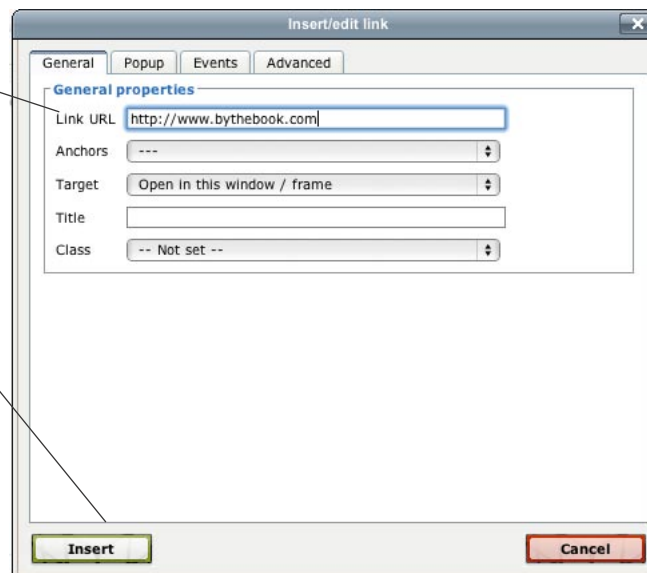 Insert/edit link
General Popup Events Advanced
General properties
Link URL http://www.bythebook.com
Anchors ---
Target Open in this window / frame
Title
Class -- Not set --
Insert Cancel